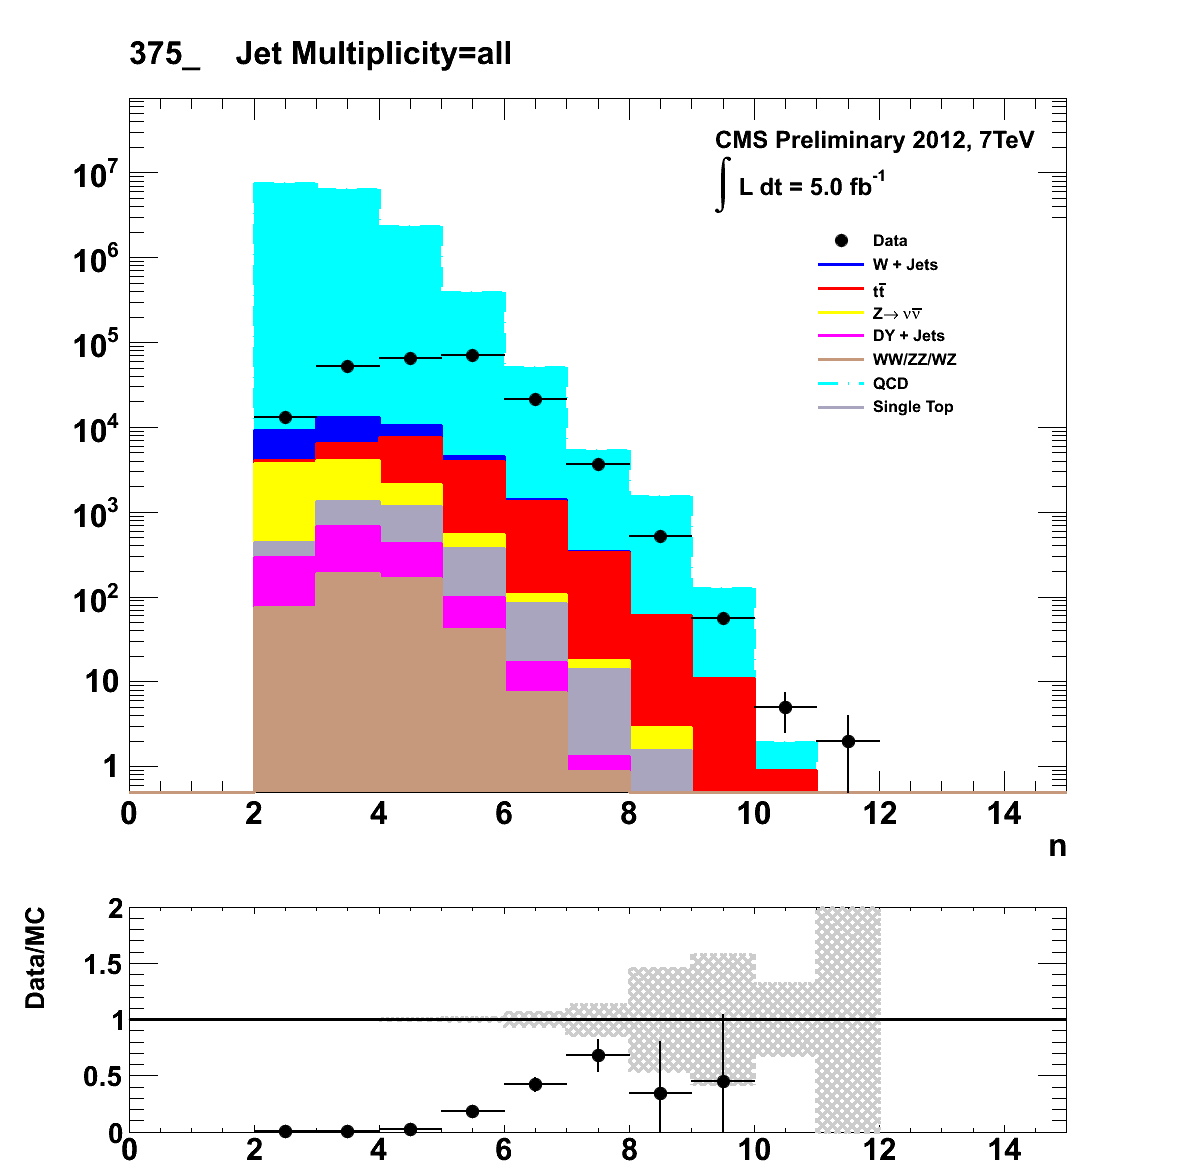 375_ Jet Multiplicity=all
CMS Preliminary 2012, 7TeV
∫ L dt = 5.0 fb⁻¹
Data
W + Jets
tt̅
Z→ νν̅
DY + Jets
WW/ZZ/WZ
QCD
Single Top
10⁷
10⁶
10⁵
10⁴
10³
10²
10
1
0 2 4 6 8 10 12 14
n
Data/MC
2
1.5
1
0.5
0
0 2 4 6 8 10 12 14